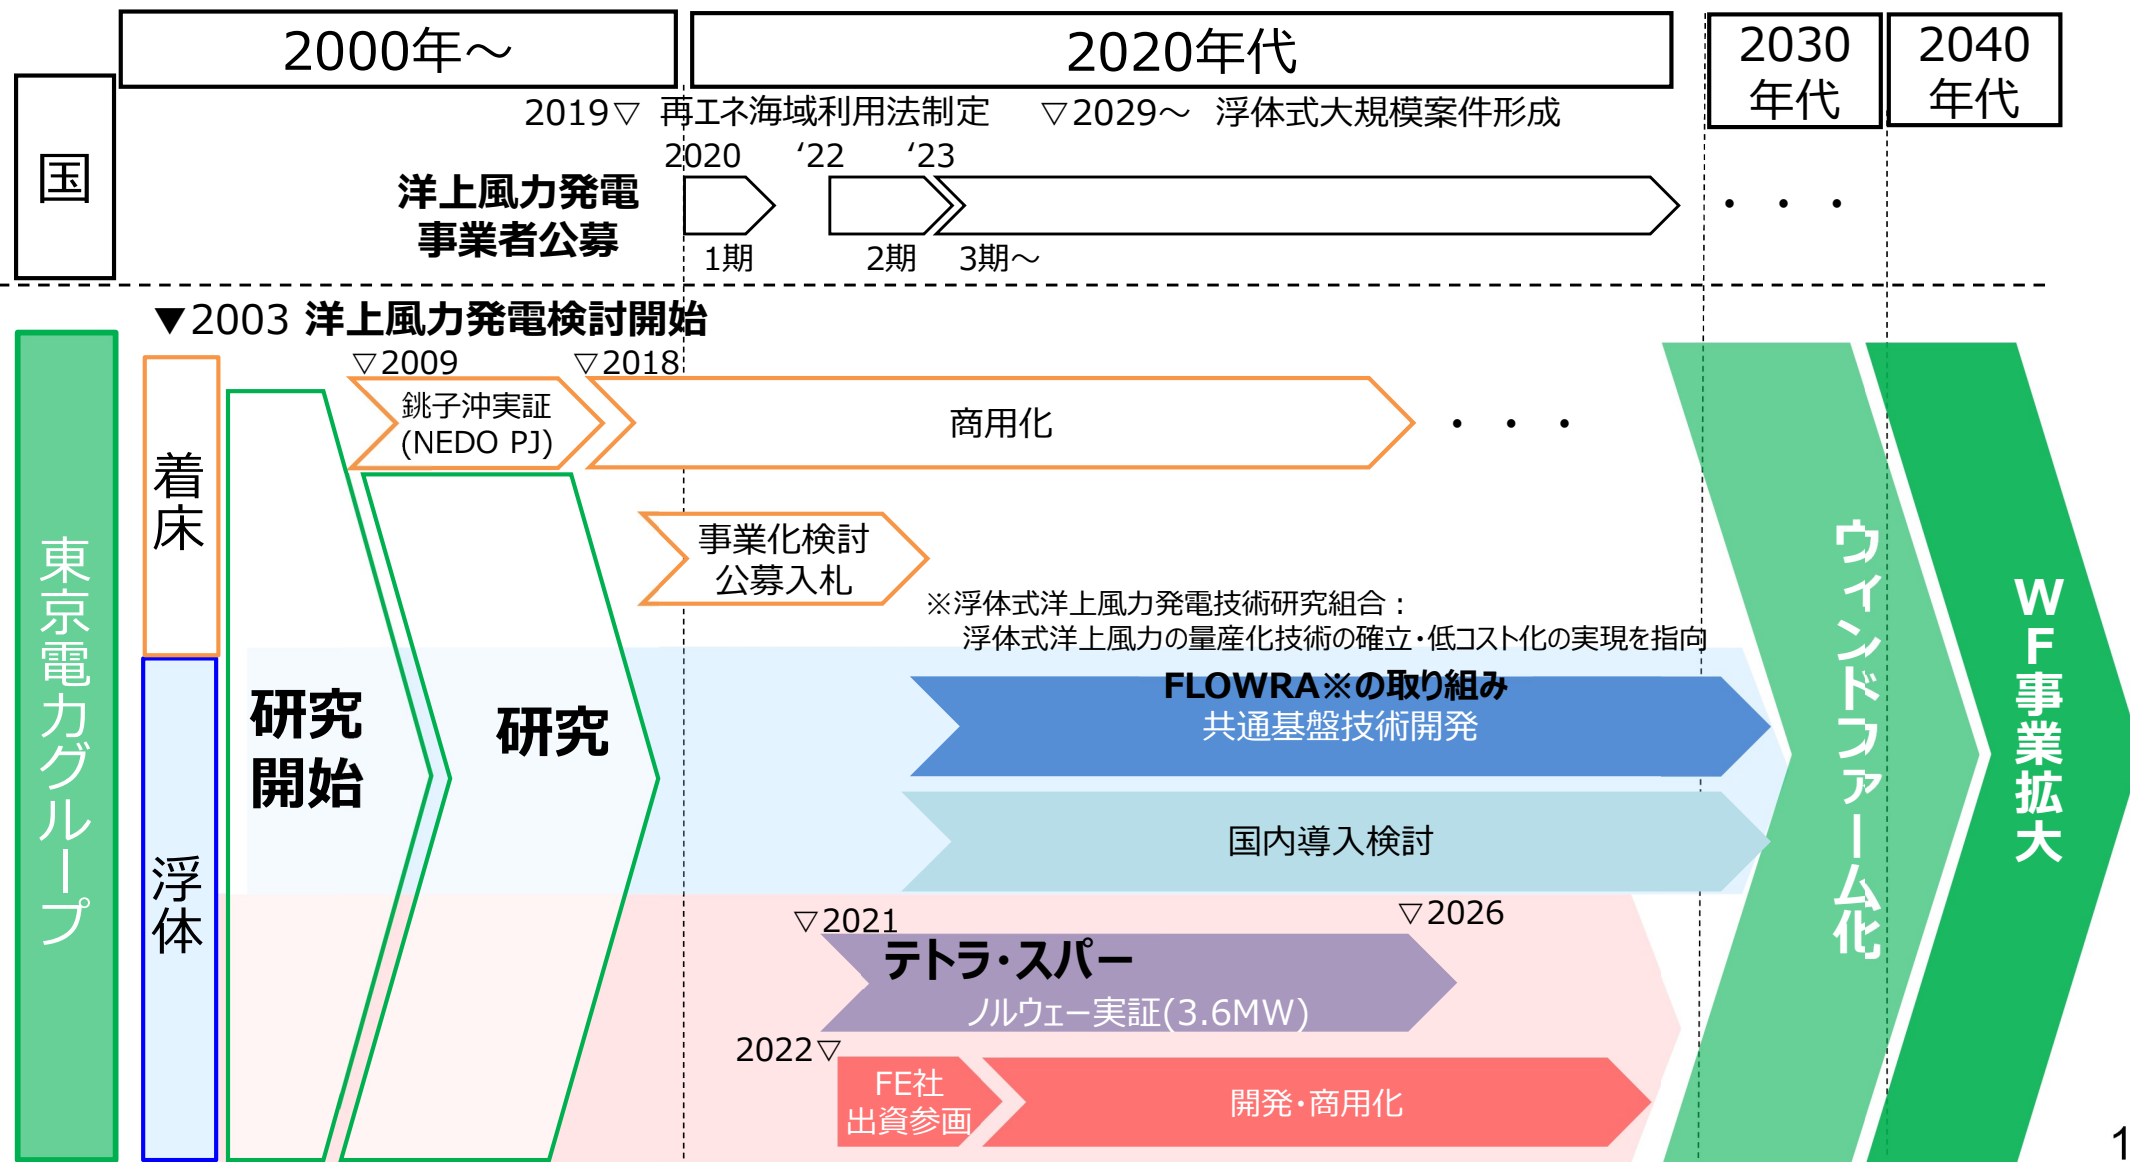 2000年～
2020年代
2030
年代
2040
年代
国
2019▽ 再エネ海域利用法制定
▽2029～ 浮体式大規模案件形成
洋上風力発電
事業者公募
2020
‘22
‘23
1期
2期
3期～
・・・
▼2003 洋上風力発電検討開始
東京電力グループ
着床
浮体
▽2009
▽2018
銚子沖実証
(NEDO PJ)
商用化
・・・
事業化検討
公募入札
※浮体式洋上風力発電技術研究組合：
浮体式洋上風力の量産化技術の確立・低コスト化の実現を指向
研究
開始
研究
FLOWRA※の取り組み
共通基盤技術開発
国内導入検討
▽2021
▽2026
テトラ・スパー
ノルウェー実証(3.6MW)
2022▽
FE社
出資参画
開発・商用化
ウィンドファーム化
WF事業拡大
1